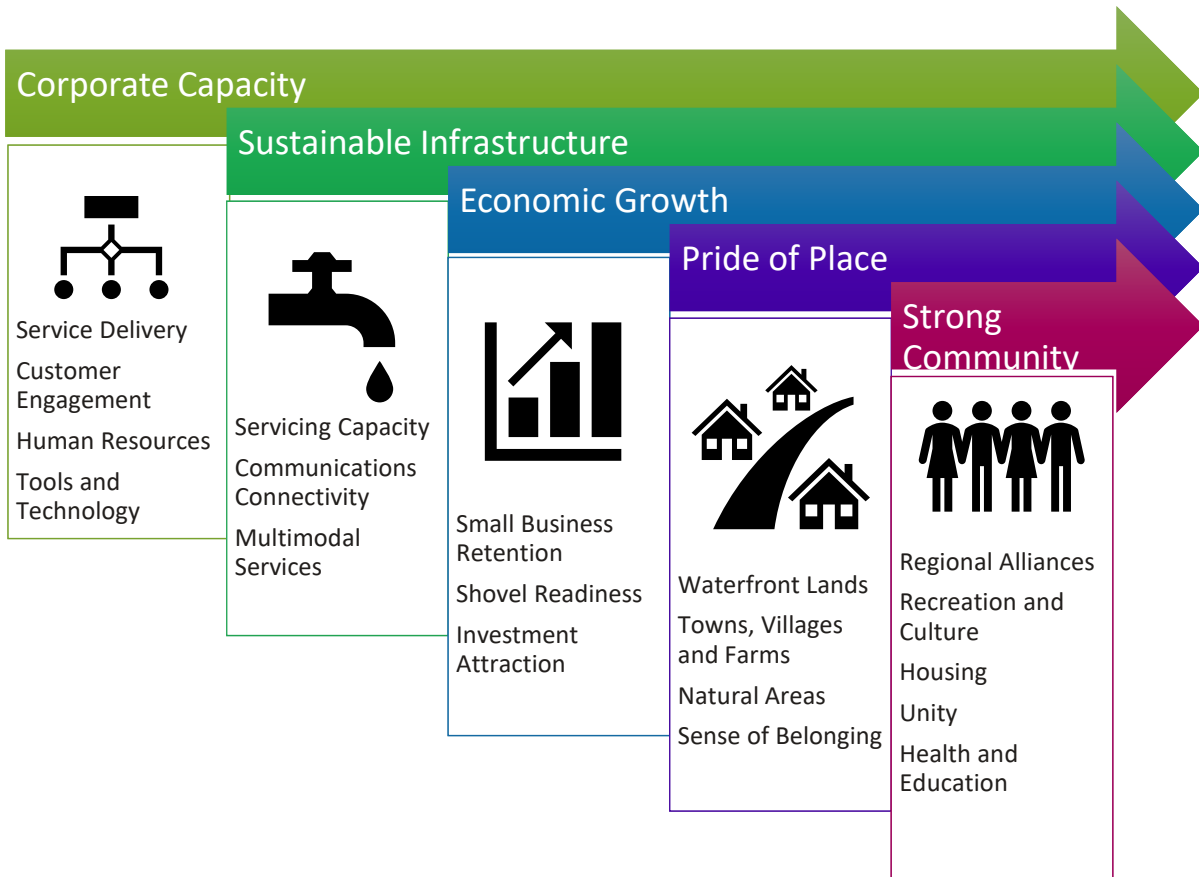 Corporate Capacity
Service Delivery
Customer
Engagement
Human Resources
Tools and
Technology
Sustainable Infrastructure
Servicing Capacity
Communications
Connectivity
Multimodal
Services
Economic Growth
Small Business
Retention
Shovel Readiness
Investment
Attraction
Pride of Place
Waterfront Lands
Towns, Villages
and Farms
Natural Areas
Sense of Belonging
Strong
Community
Regional Alliances
Recreation and
Culture
Housing
Unity
Health and
Education